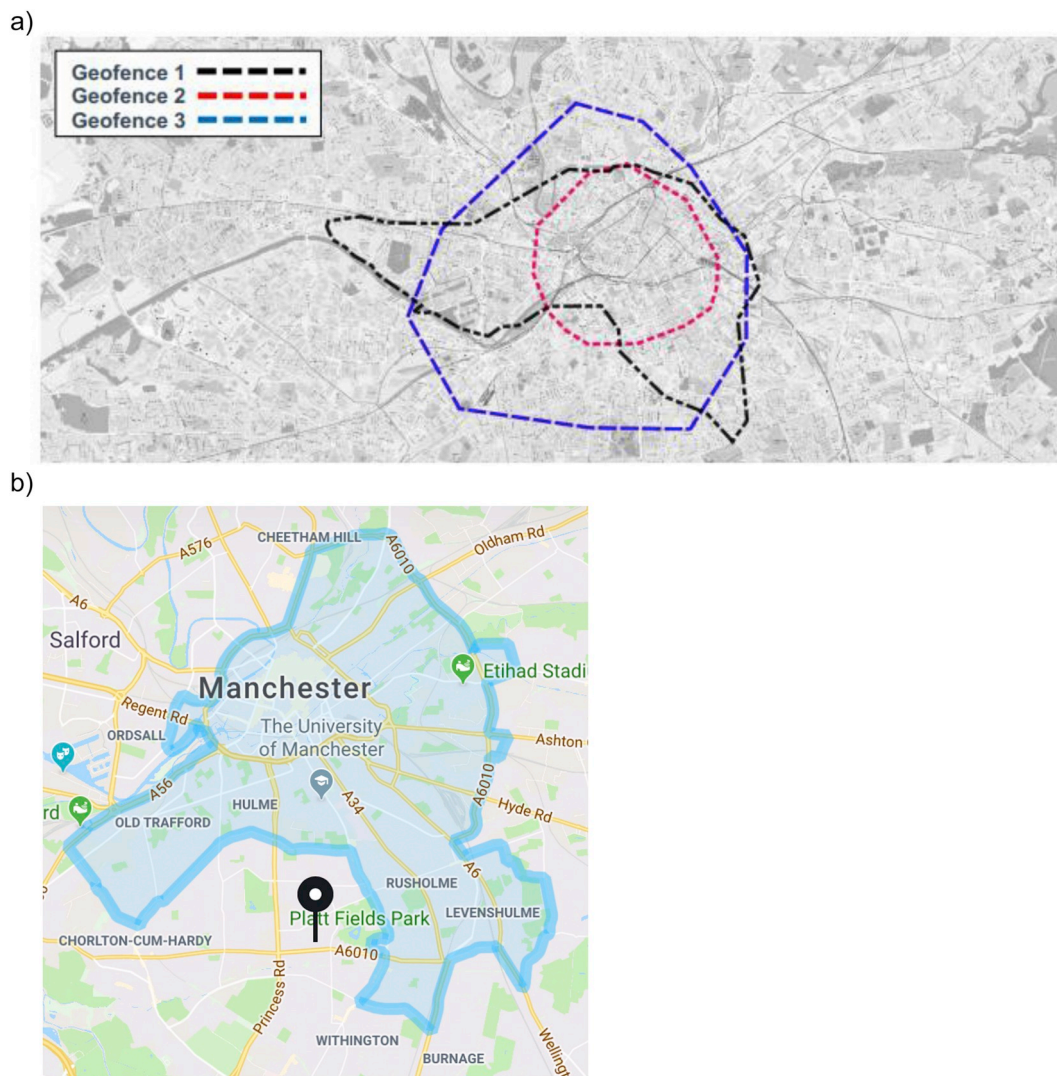 a)
Geofence 1
Geofence 2
Geofence 3
b)
CHEETHAM HILL
A6010
Oldham Rd
A576
A6
Salford
Etihad Stadi
Manchester
Regent Rd
The University
of Manchester
ORDSALL
Ashton
A56
A6010
HULME
A34
Hyde Rd
rd
OLD TRAFFORD
A6
RUSHOLME
LEVENSHULME
Platt Fields Park
CHORLTON-CUM-HARDY
A6010
Princess Rd
WITHINGTON
BURNAGE
Welling